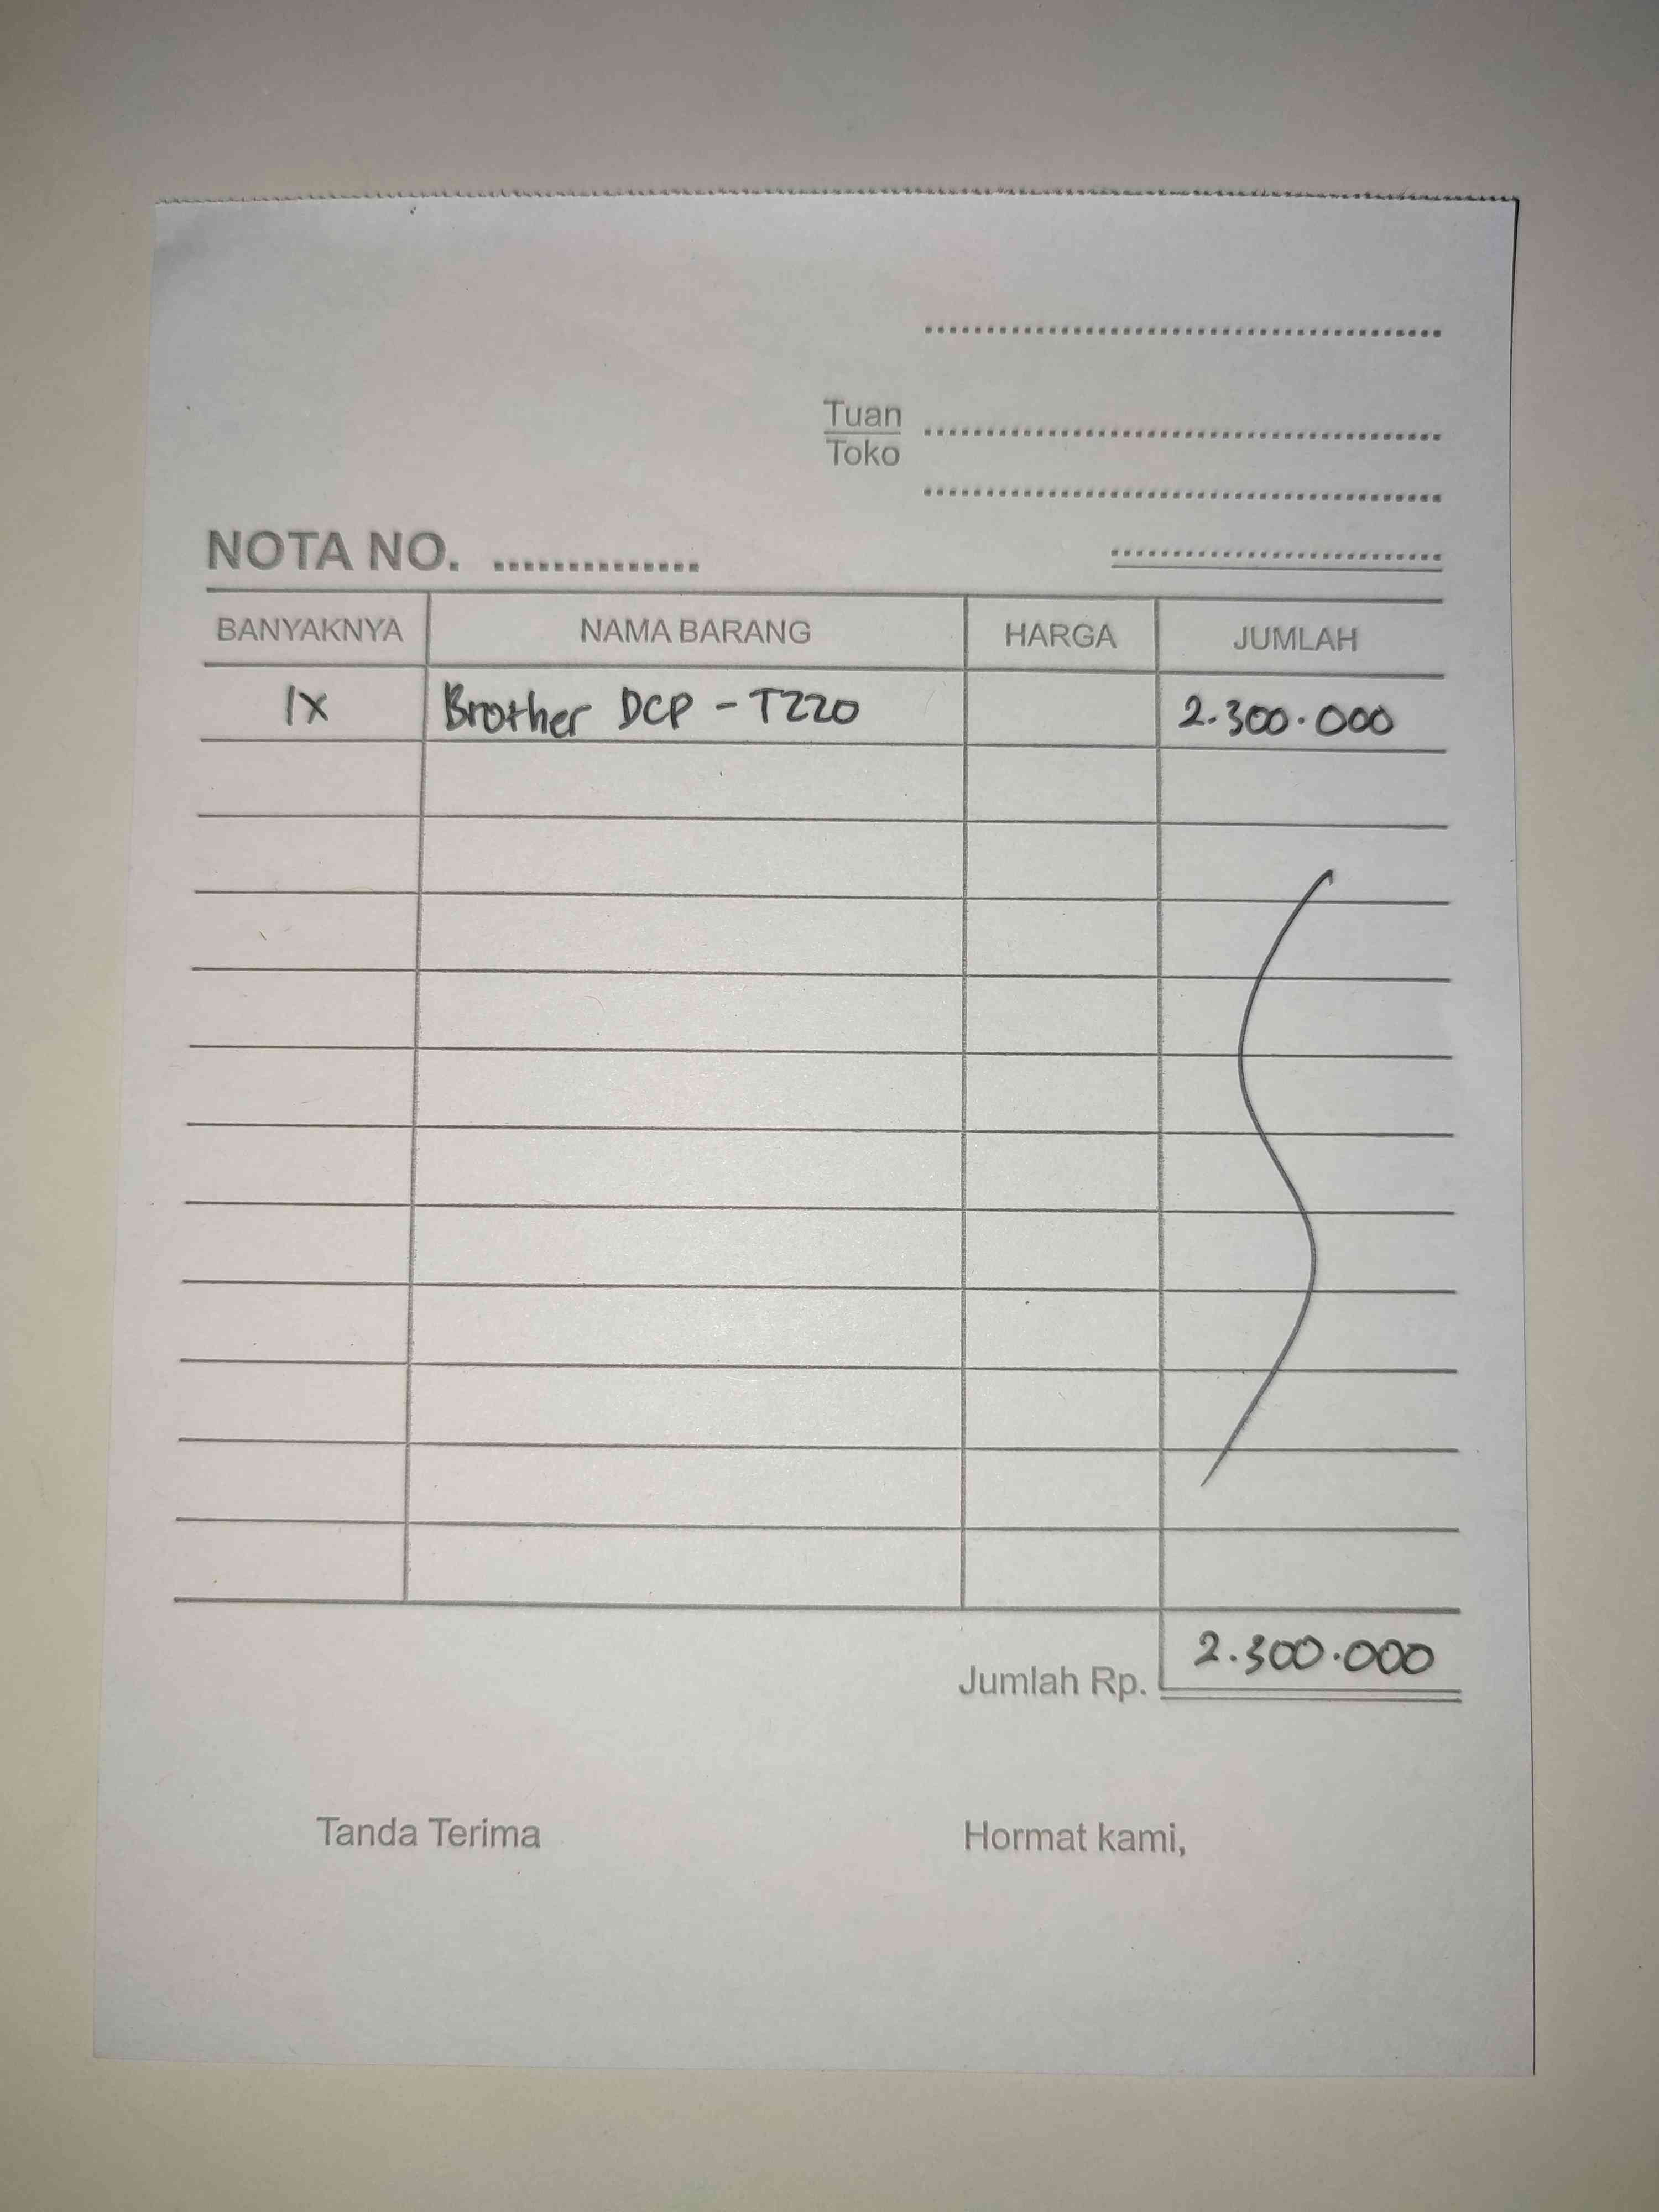 Tuan
Toko
NOTA NO. ..............
BANYAKNYA NAMA BARANG HARGA JUMLAH
1X Brother DCP - T220 2.300.000
Jumlah Rp. 2.300.000
Tanda Terima Hormat kami,